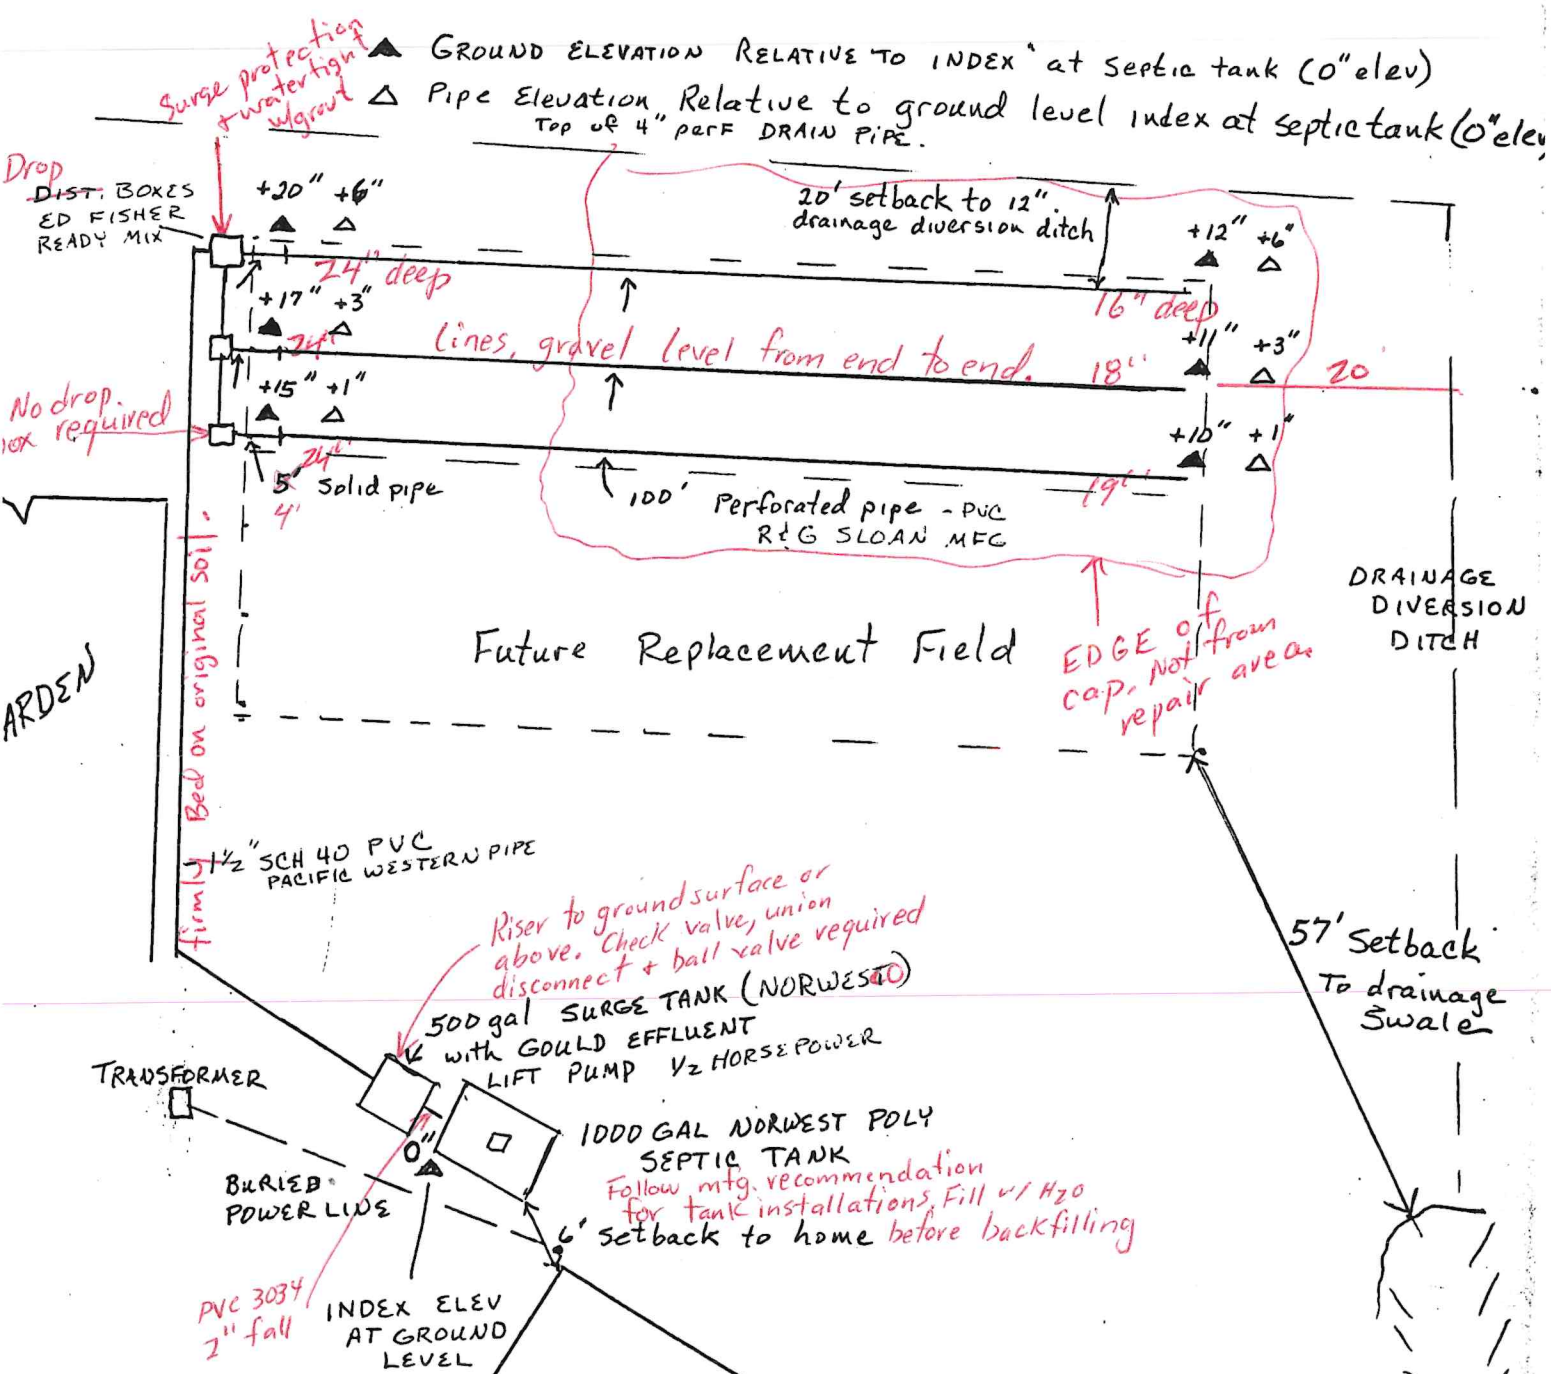 Surge protection
+ watertight
w/grout
▲ GROUND ELEVATION RELATIVE TO INDEX" at septic tank (0" elev)
△ Pipe Elevation Relative to ground level index at septic tank (0" elev
TOP OF 4" PERF DRAIN PIPE.
Drop
DIST. BOXES
ED FISHER
READY MIX
+20" +6"
20' setback to 12"
drainage diversion ditch
+12" +6"
24" deep
16" deep
+17" +3"
+11" +3"
24"
Lines, gravel level from end to end.
18"
20'
+15" +1"
+10" +1"
No drop.
box required
24"
5' Solid pipe
4'
100' Perforated pipe - PVC
R&G SLOAN MFG
19"
DRAINAGE
DIVERSION
DITCH
Future Replacement Field
EDGE of
cap. Not from
repair area
ARDEN
firmly Bed on original soil.
1½" SCH 40 PVC
PACIFIC WESTERN PIPE
Riser to ground surface or
above. Check valve, union
disconnect + ball valve required
500 gal SURGE TANK (NORWESCO)
with GOULD EFFLUENT
LIFT PUMP ½ HORSEPOWER
57' Setback
To drainage
Swale
TRANSFORMER
0"
1000 GAL NORWEST POLY
SEPTIC TANK
Follow mfg. recommendation
for tank installations. Fill w/ H2O
6' setback to home before backfilling
BURIED
POWER LINE
PVC 3034
2" fall
INDEX ELEV
AT GROUND
LEVEL